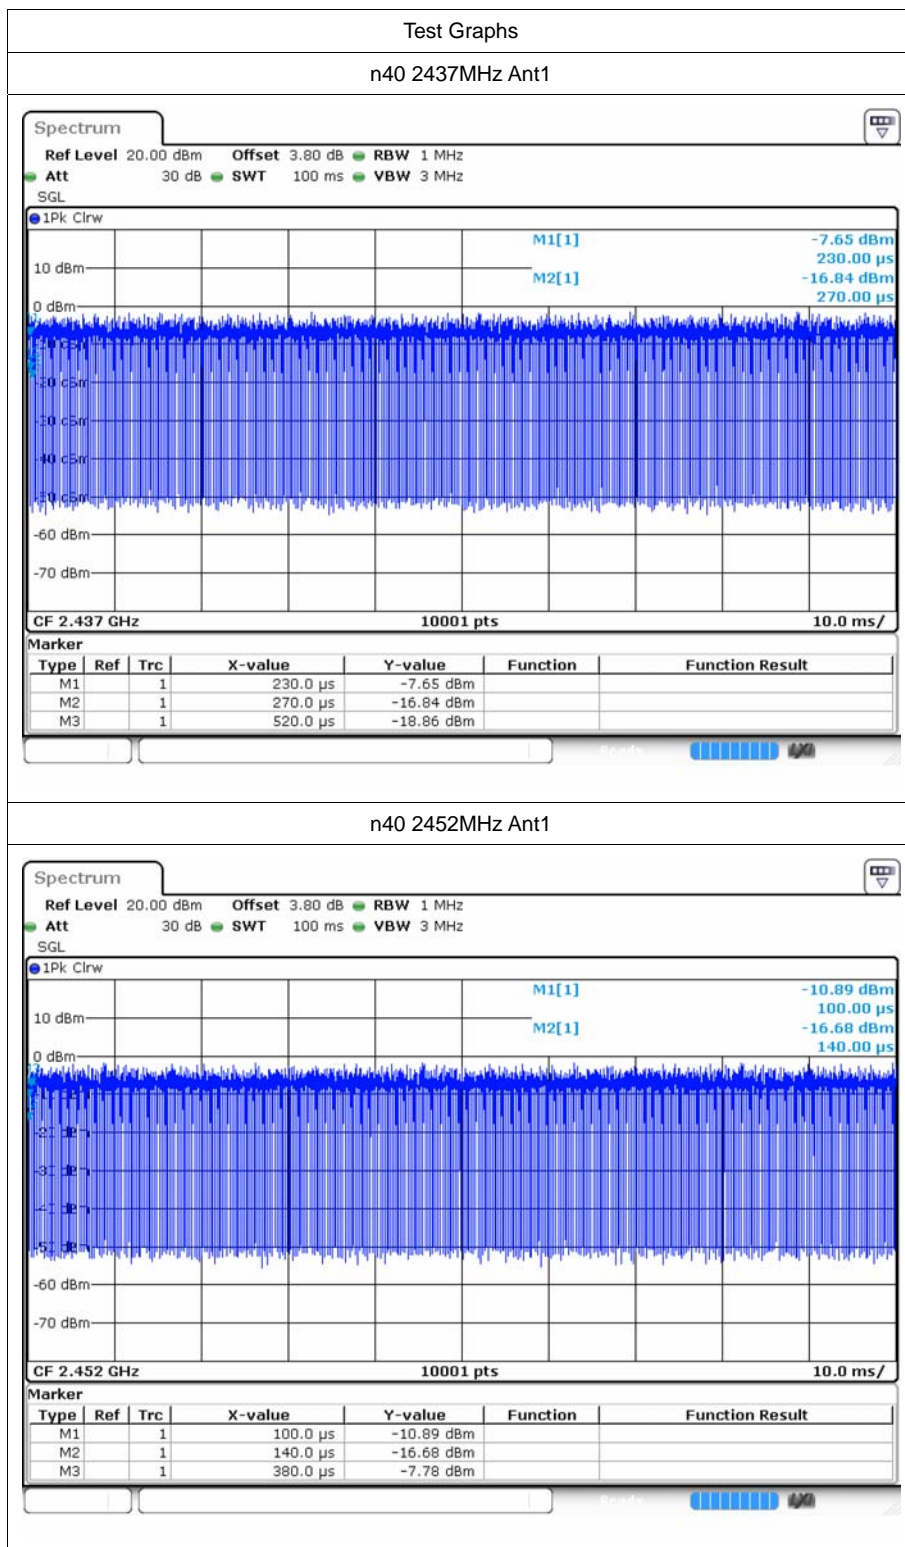 Test Graphs
n40 2437MHz Ant1
Spectrum
Ref Level 20.00 dBm Offset 3.80 dB RBW 1 MHz
Att 30 dB SWT 100 ms VBW 3 MHz
SGL
1Pk Clrw
M1[1] -7.65 dBm
230.00 µs
10 dBm
M2[1] -16.84 dBm
270.00 µs
0 dBm
-60 dBm
-70 dBm
CF 2.437 GHz 10001 pts 10.0 ms/
Marker
Type Ref Trc X-value Y-value Function Function Result
M1 1 230.0 µs -7.65 dBm
M2 1 270.0 µs -16.84 dBm
M3 1 520.0 µs -18.86 dBm
Ready
n40 2452MHz Ant1
Spectrum
Ref Level 20.00 dBm Offset 3.80 dB RBW 1 MHz
Att 30 dB SWT 100 ms VBW 3 MHz
SGL
1Pk Clrw
M1[1] -10.89 dBm
100.00 µs
10 dBm
M2[1] -16.68 dBm
140.00 µs
0 dBm
-60 dBm
-70 dBm
CF 2.452 GHz 10001 pts 10.0 ms/
Marker
Type Ref Trc X-value Y-value Function Function Result
M1 1 100.0 µs -10.89 dBm
M2 1 140.0 µs -16.68 dBm
M3 1 380.0 µs -7.78 dBm
Ready